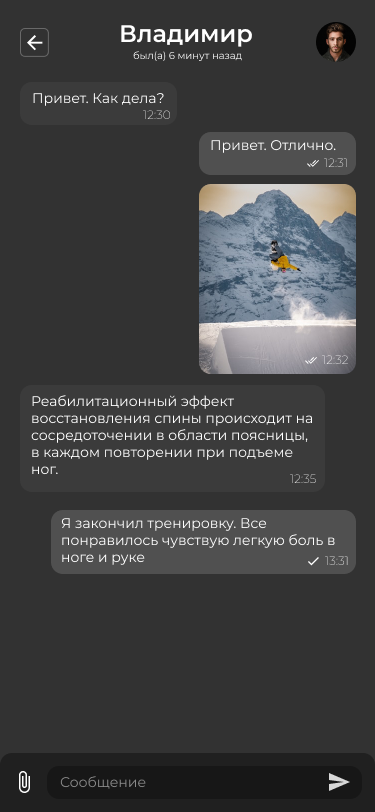 Владимир
был(а) 6 минут назад
Привет. Как дела?
12:30
Привет. Отлично.
12:31
12:32
Реабилитационный эффект
восстановления спины происходит на
сосредоточении в области поясницы,
в каждом повторении при подъеме
ног.
12:35
Я закончил тренировку. Все
понравилось чувствую легкую боль в
ноге и руке
13:31
Сообщение